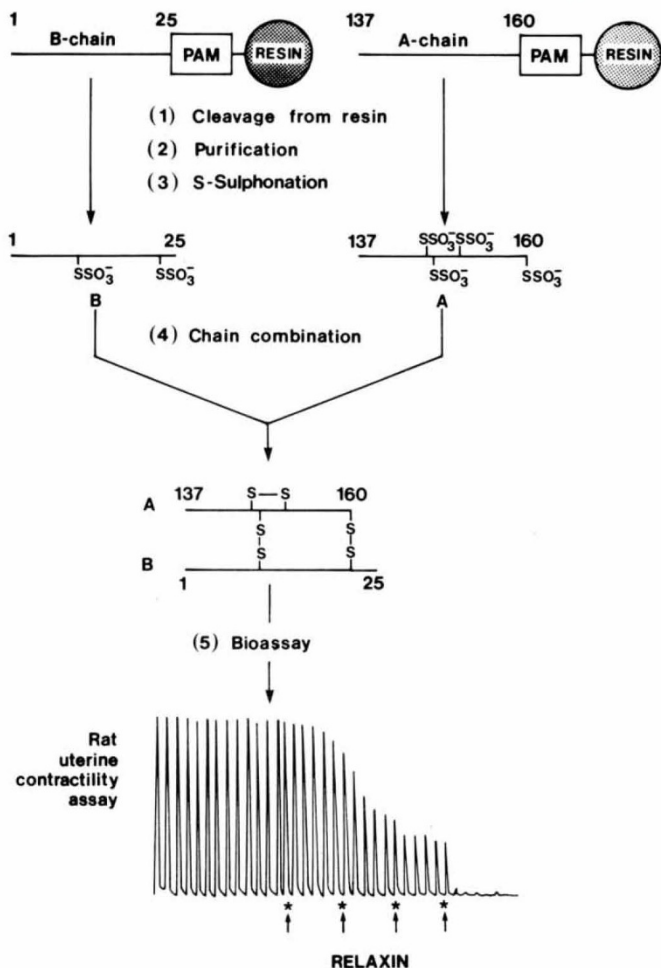 1 25 137 160
B-chain A-chain
PAM RESIN PAM RESIN
(1) Cleavage from resin
(2) Purification
(3) S-Sulphonation
1 25 137 SSO₃⁻ SSO₃⁻ 160
SSO₃⁻ SSO₃⁻ SSO₃⁻ SSO₃⁻
B A
(4) Chain combination
137 S—S 160
A
S S
S S
B
1 25
(5) Bioassay
Rat
uterine
contractility
assay
* * * *
RELAXIN